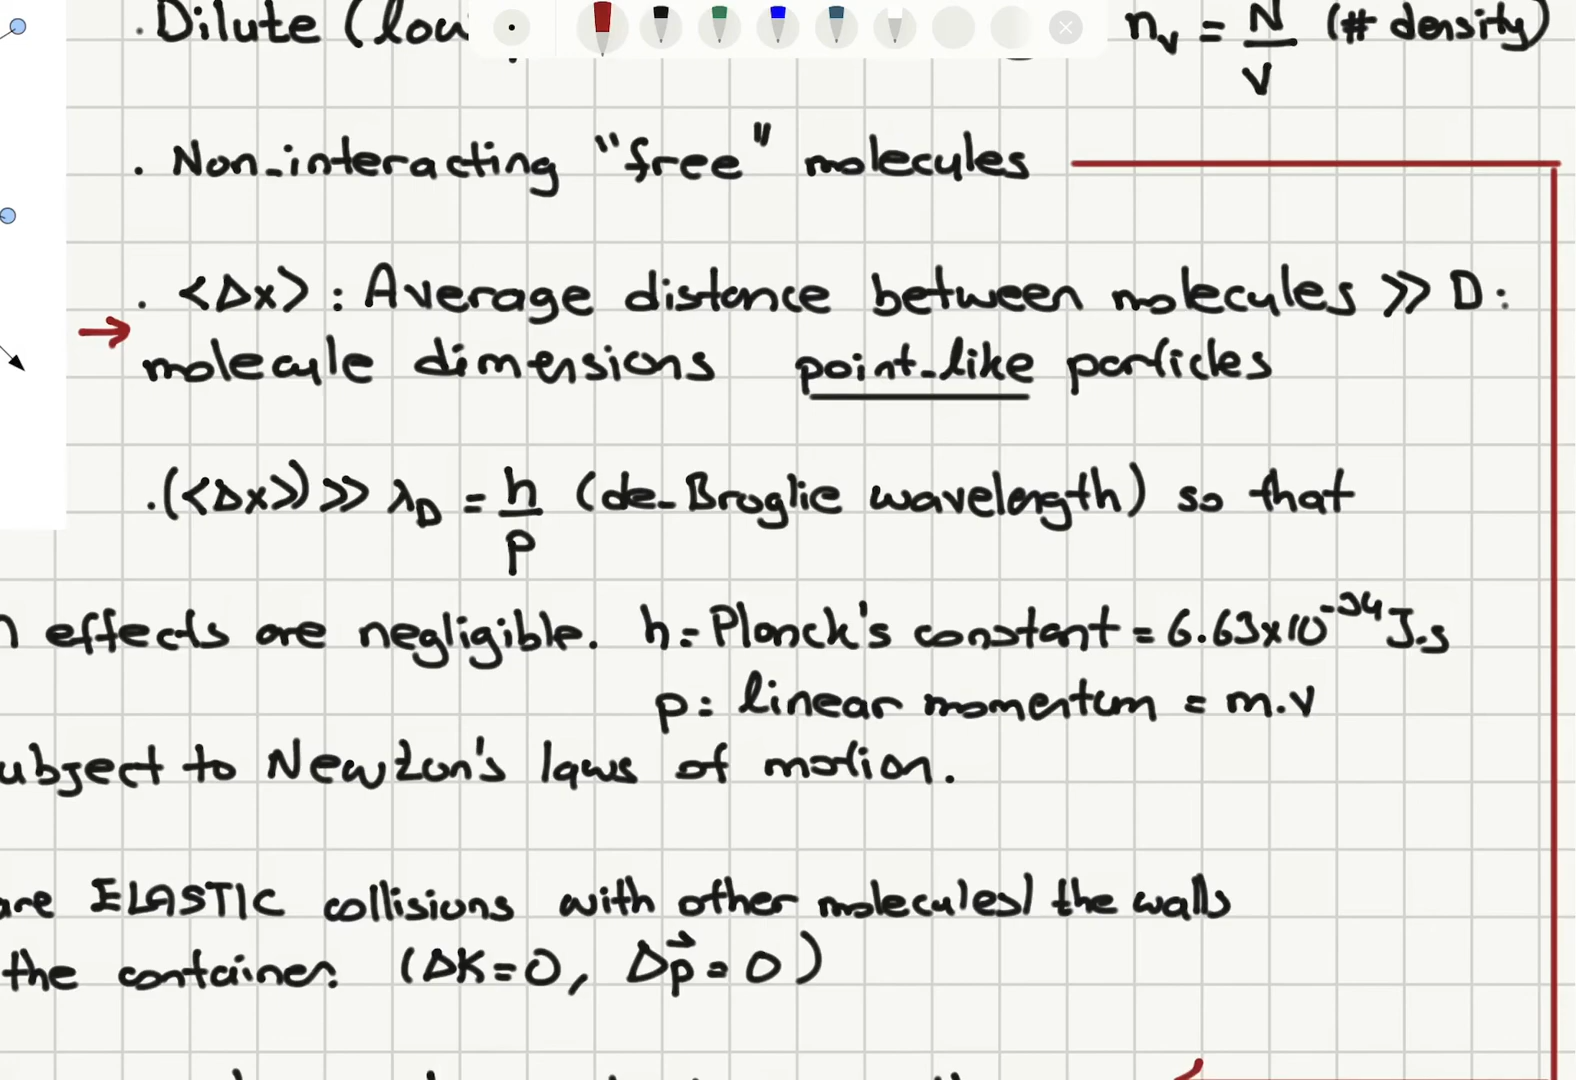 . Dilute (low n_v = N/V (# density)
. Non-interacting "free" molecules
. <Δx> : Average distance between molecules >> D :
molecule dimensions point-like particles
. (<Δx>) >> λ_D = h/p (de-Broglie wavelength) so that
effects are negligible. h = Planck's constant = 6.63x10^-34 J.s
p = linear momentum = m.v
ubject to Newton's laws of motion.
are ELASTIC collisions with other molecules/ the walls
the container. (ΔK=0, Δp⃗=0)